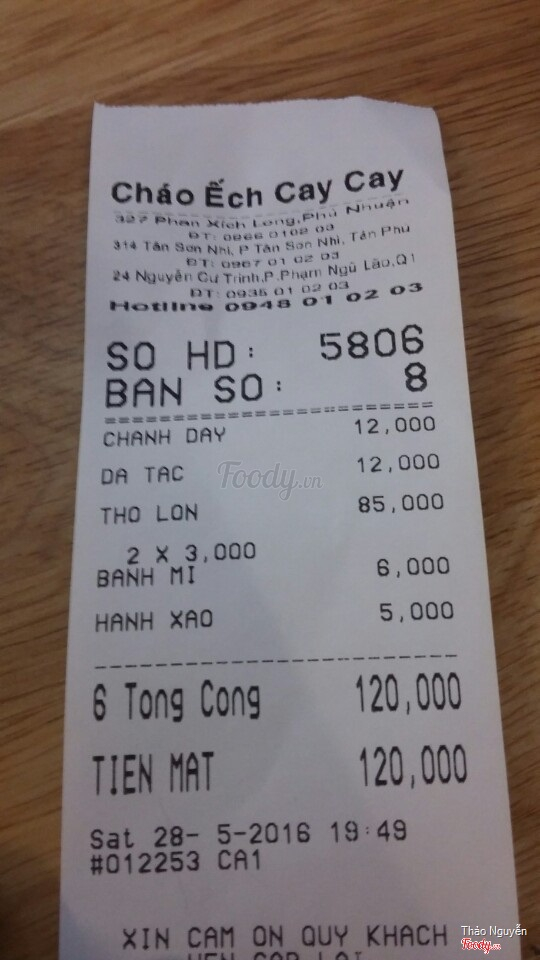 Cháo Ếch Cay Cay
327 Phan Xích Long,Phú Nhuận
ĐT: 0966 0102 03
314 Tân Sơn Nhì, P Tân Sơn Nhì, Tân Phú
ĐT: 0967 01 02 03
24 Nguyễn Cư Trinh,P.Phạm Ngũ Lão,Q1
ĐT: 0935 01 02 03
Hotline 0948 01 02 03
SO HD: 5806
BAN SO: 8
CHANH DAY 12,000
DA TAC 12,000
THO LON 85,000
2 X 3,000
BANH MI 6,000
HANH XAO 5,000
6 Tong Cong 120,000
TIEN MAT 120,000
Sat 28- 5-2016 19:49
#012253 CA1
XIN CAM ON QUY KHACH
HEN GAP LAI
Foody.vn
Thảo Nguyễn
Foody.vn